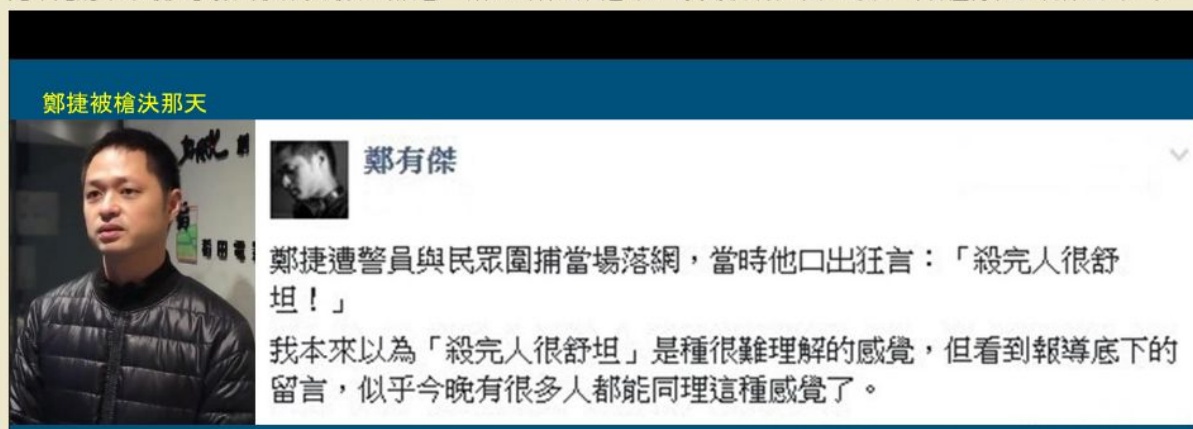 鄭捷被槍決那天
鄭有傑
鄭捷遭警員與民眾圍捕當場落網,當時他口出狂言:「殺完人很舒
坦!」
我本來以為「殺完人很舒坦」是種很難理解的感覺,但看到報導底下的
留言,似乎今晚有很多人都能同理這種感覺了。